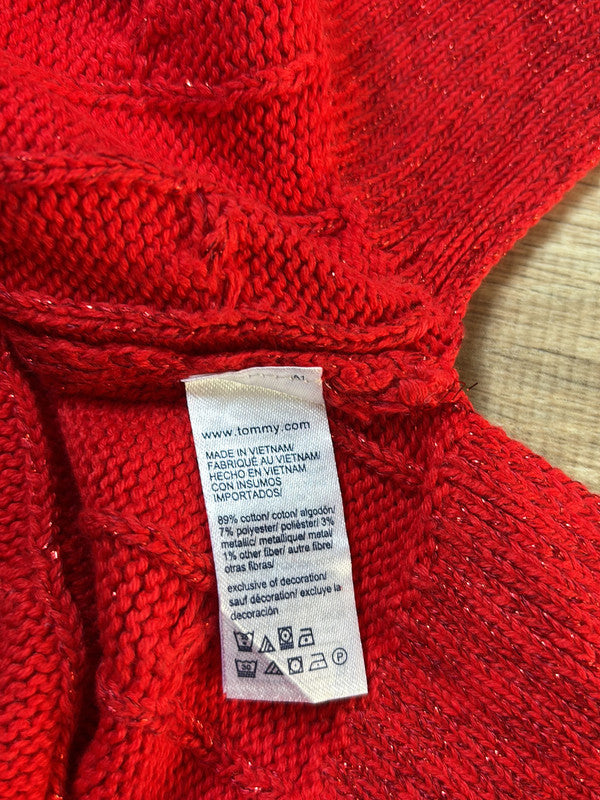 www.tommy.com
MADE IN VIETNAM/
FABRIQUÉ AU VIETNAM/
HECHO EN VIETNAM
CON INSUMOS
IMPORTADOS/
89% cotton/ coton/ algodón/
7% polyester/ poliéster/ 3%
metallic/ metallique/ metal/
1% other fiber/ autre fibre/
otras fibras/
exclusive of decoration/
sauf décoration/ excluye la
decoración
30
P